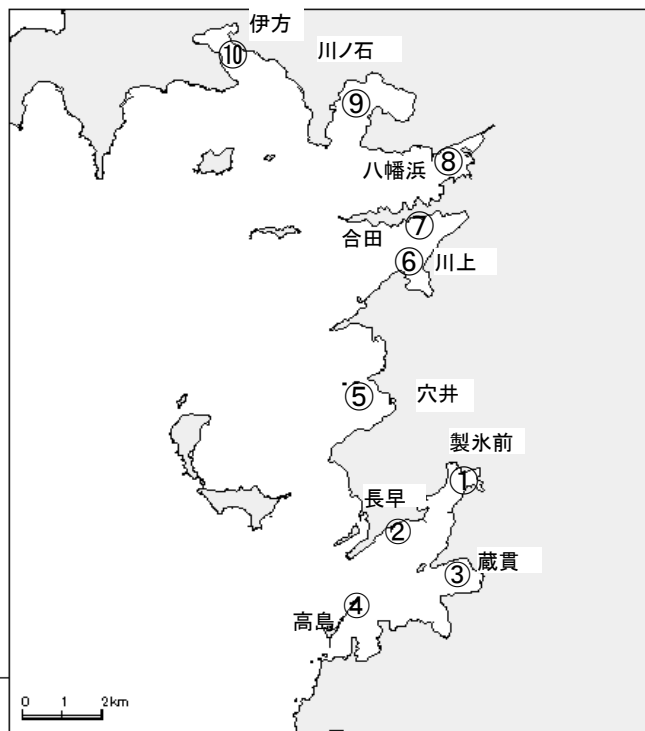 伊方
⑩
川ノ石
⑨
八幡浜
⑧
⑦
合田
⑥
川上
⑤
穴井
製氷前
①
長早
②
蔵貫
③
④
高島
0 1 2km